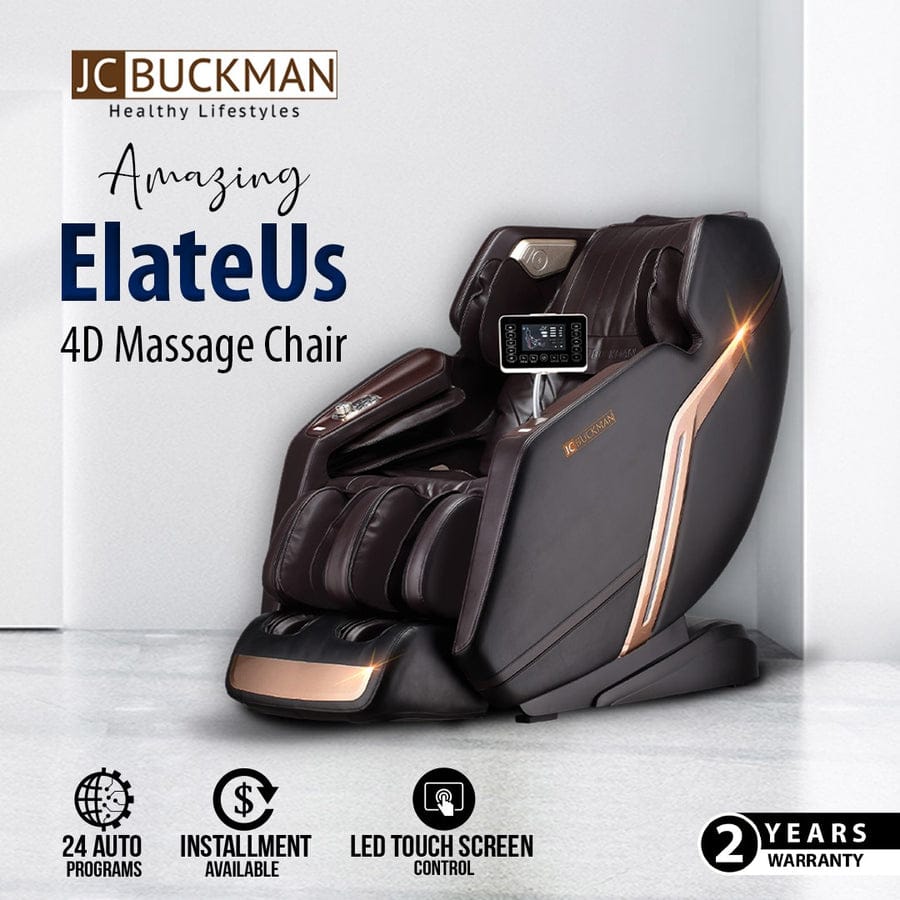 JC BUCKMAN
Healthy Lifestyles
Amazing
ElateUs
4D Massage Chair
BUCKMAN
JC BUCKMAN
24 AUTO
PROGRAMS
INSTALLMENT
AVAILABLE
LED TOUCH SCREEN
CONTROL
2 YEARS
WARRANTY